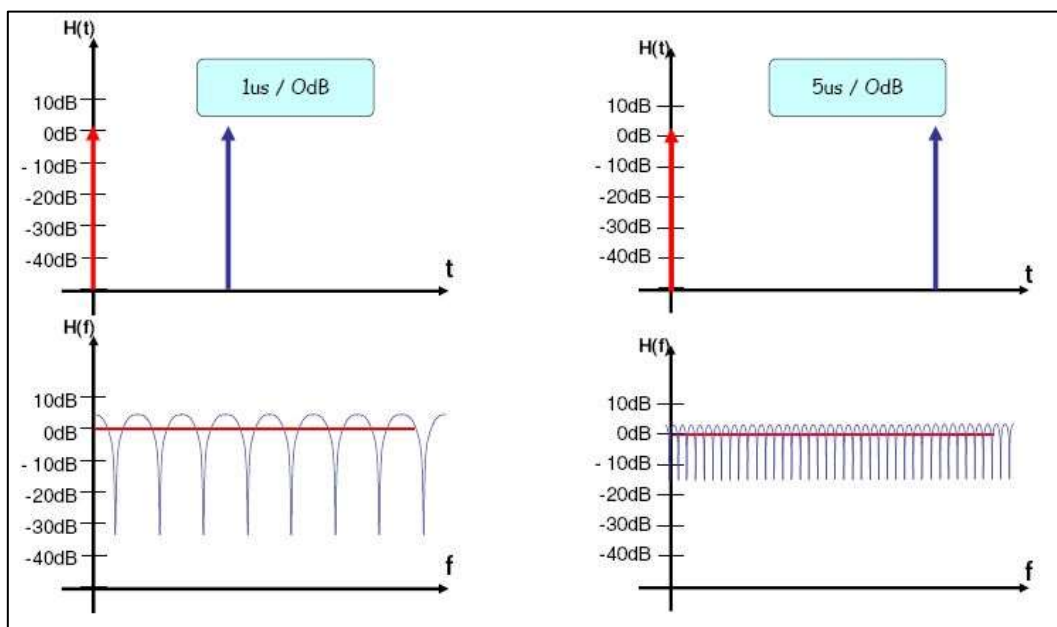 H(t)
1us / 0dB
10dB
0dB
- 10dB
-20dB
-30dB
-40dB
t
H(t)
5us / 0dB
10dB
0dB
- 10dB
-20dB
-30dB
-40dB
t
H(f)
10dB
0dB
- 10dB
-20dB
-30dB
-40dB
f
H(f)
10dB
0dB
- 10dB
-20dB
-30dB
-40dB
f